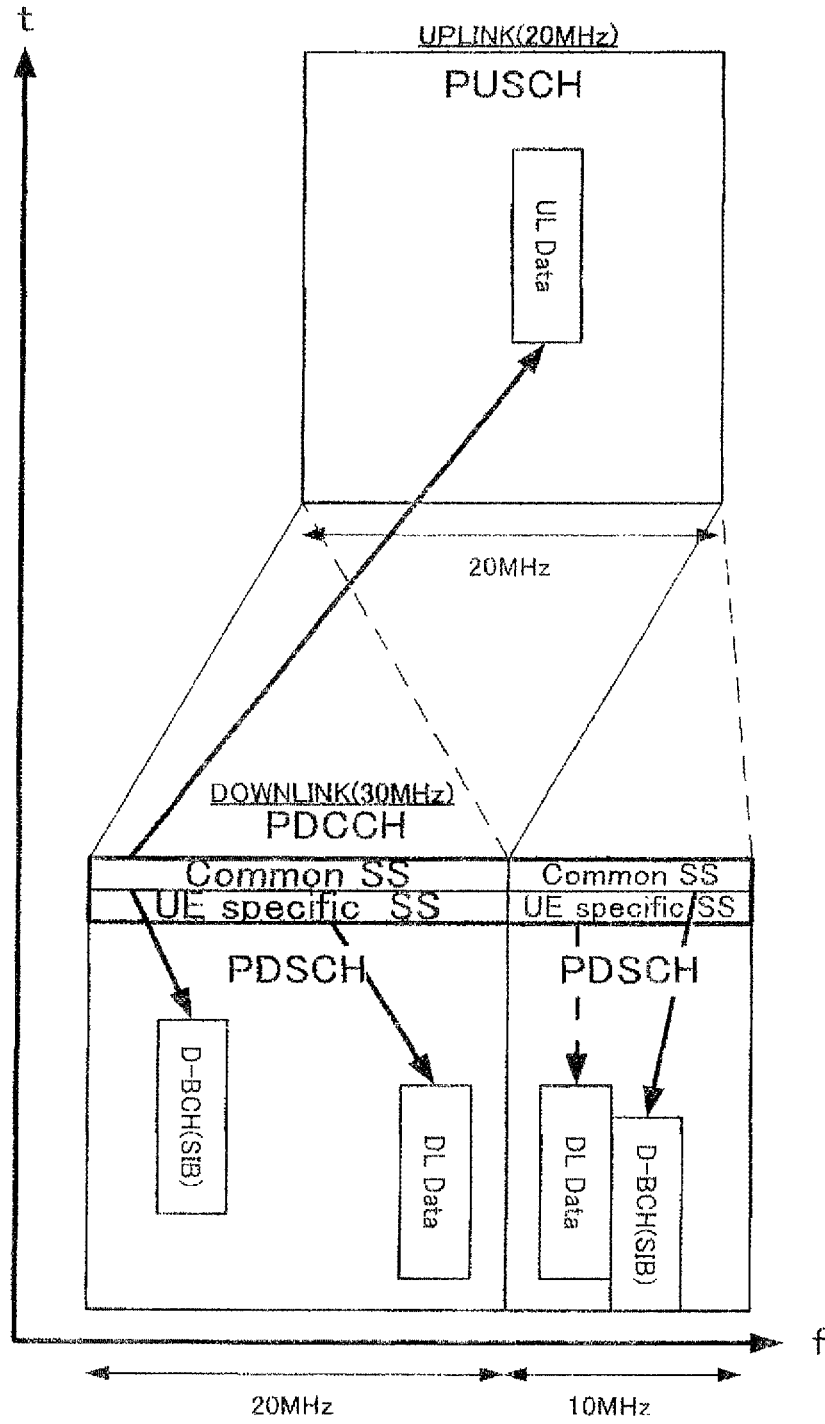 t
UPLINK(20MHz)
PUSCH
UL Data
20MHz
DOWNLINK(30MHz)
PDCCH
Common SS
Common SS
UE specific SS
UE specific SS
PDSCH
PDSCH
D-BCH(SIB)
DL Data
DL Data
D-BCH(SIB)
f
20MHz
10MHz